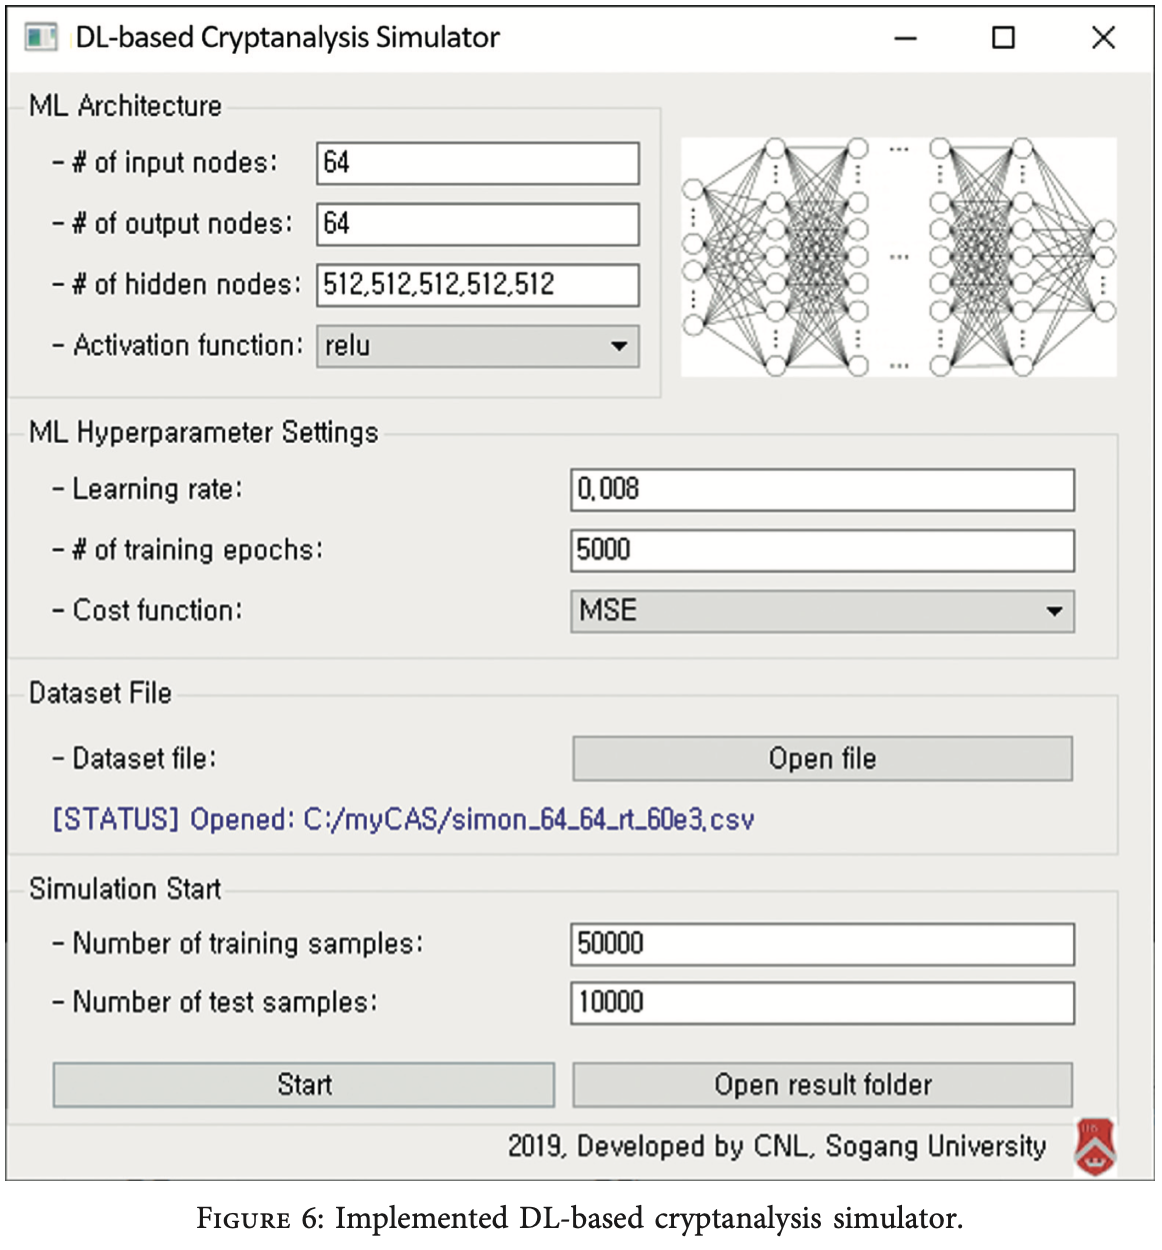 DL-based Cryptanalysis Simulator
ML Architecture
- # of input nodes: 64
- # of output nodes: 64
- # of hidden nodes: 512,512,512,512,512
- Activation function: relu
ML Hyperparameter Settings
- Learning rate: 0,008
- # of training epochs: 5000
- Cost function: MSE
Dataset File
- Dataset file: Open file
[STATUS] Opened: C:/myCAS/simon_64_64_rt_60e3.csv
Simulation Start
- Number of training samples: 50000
- Number of test samples: 10000
Start Open result folder
2019, Developed by CNL, Sogang University
FIGURE 6: Implemented DL-based cryptanalysis simulator.